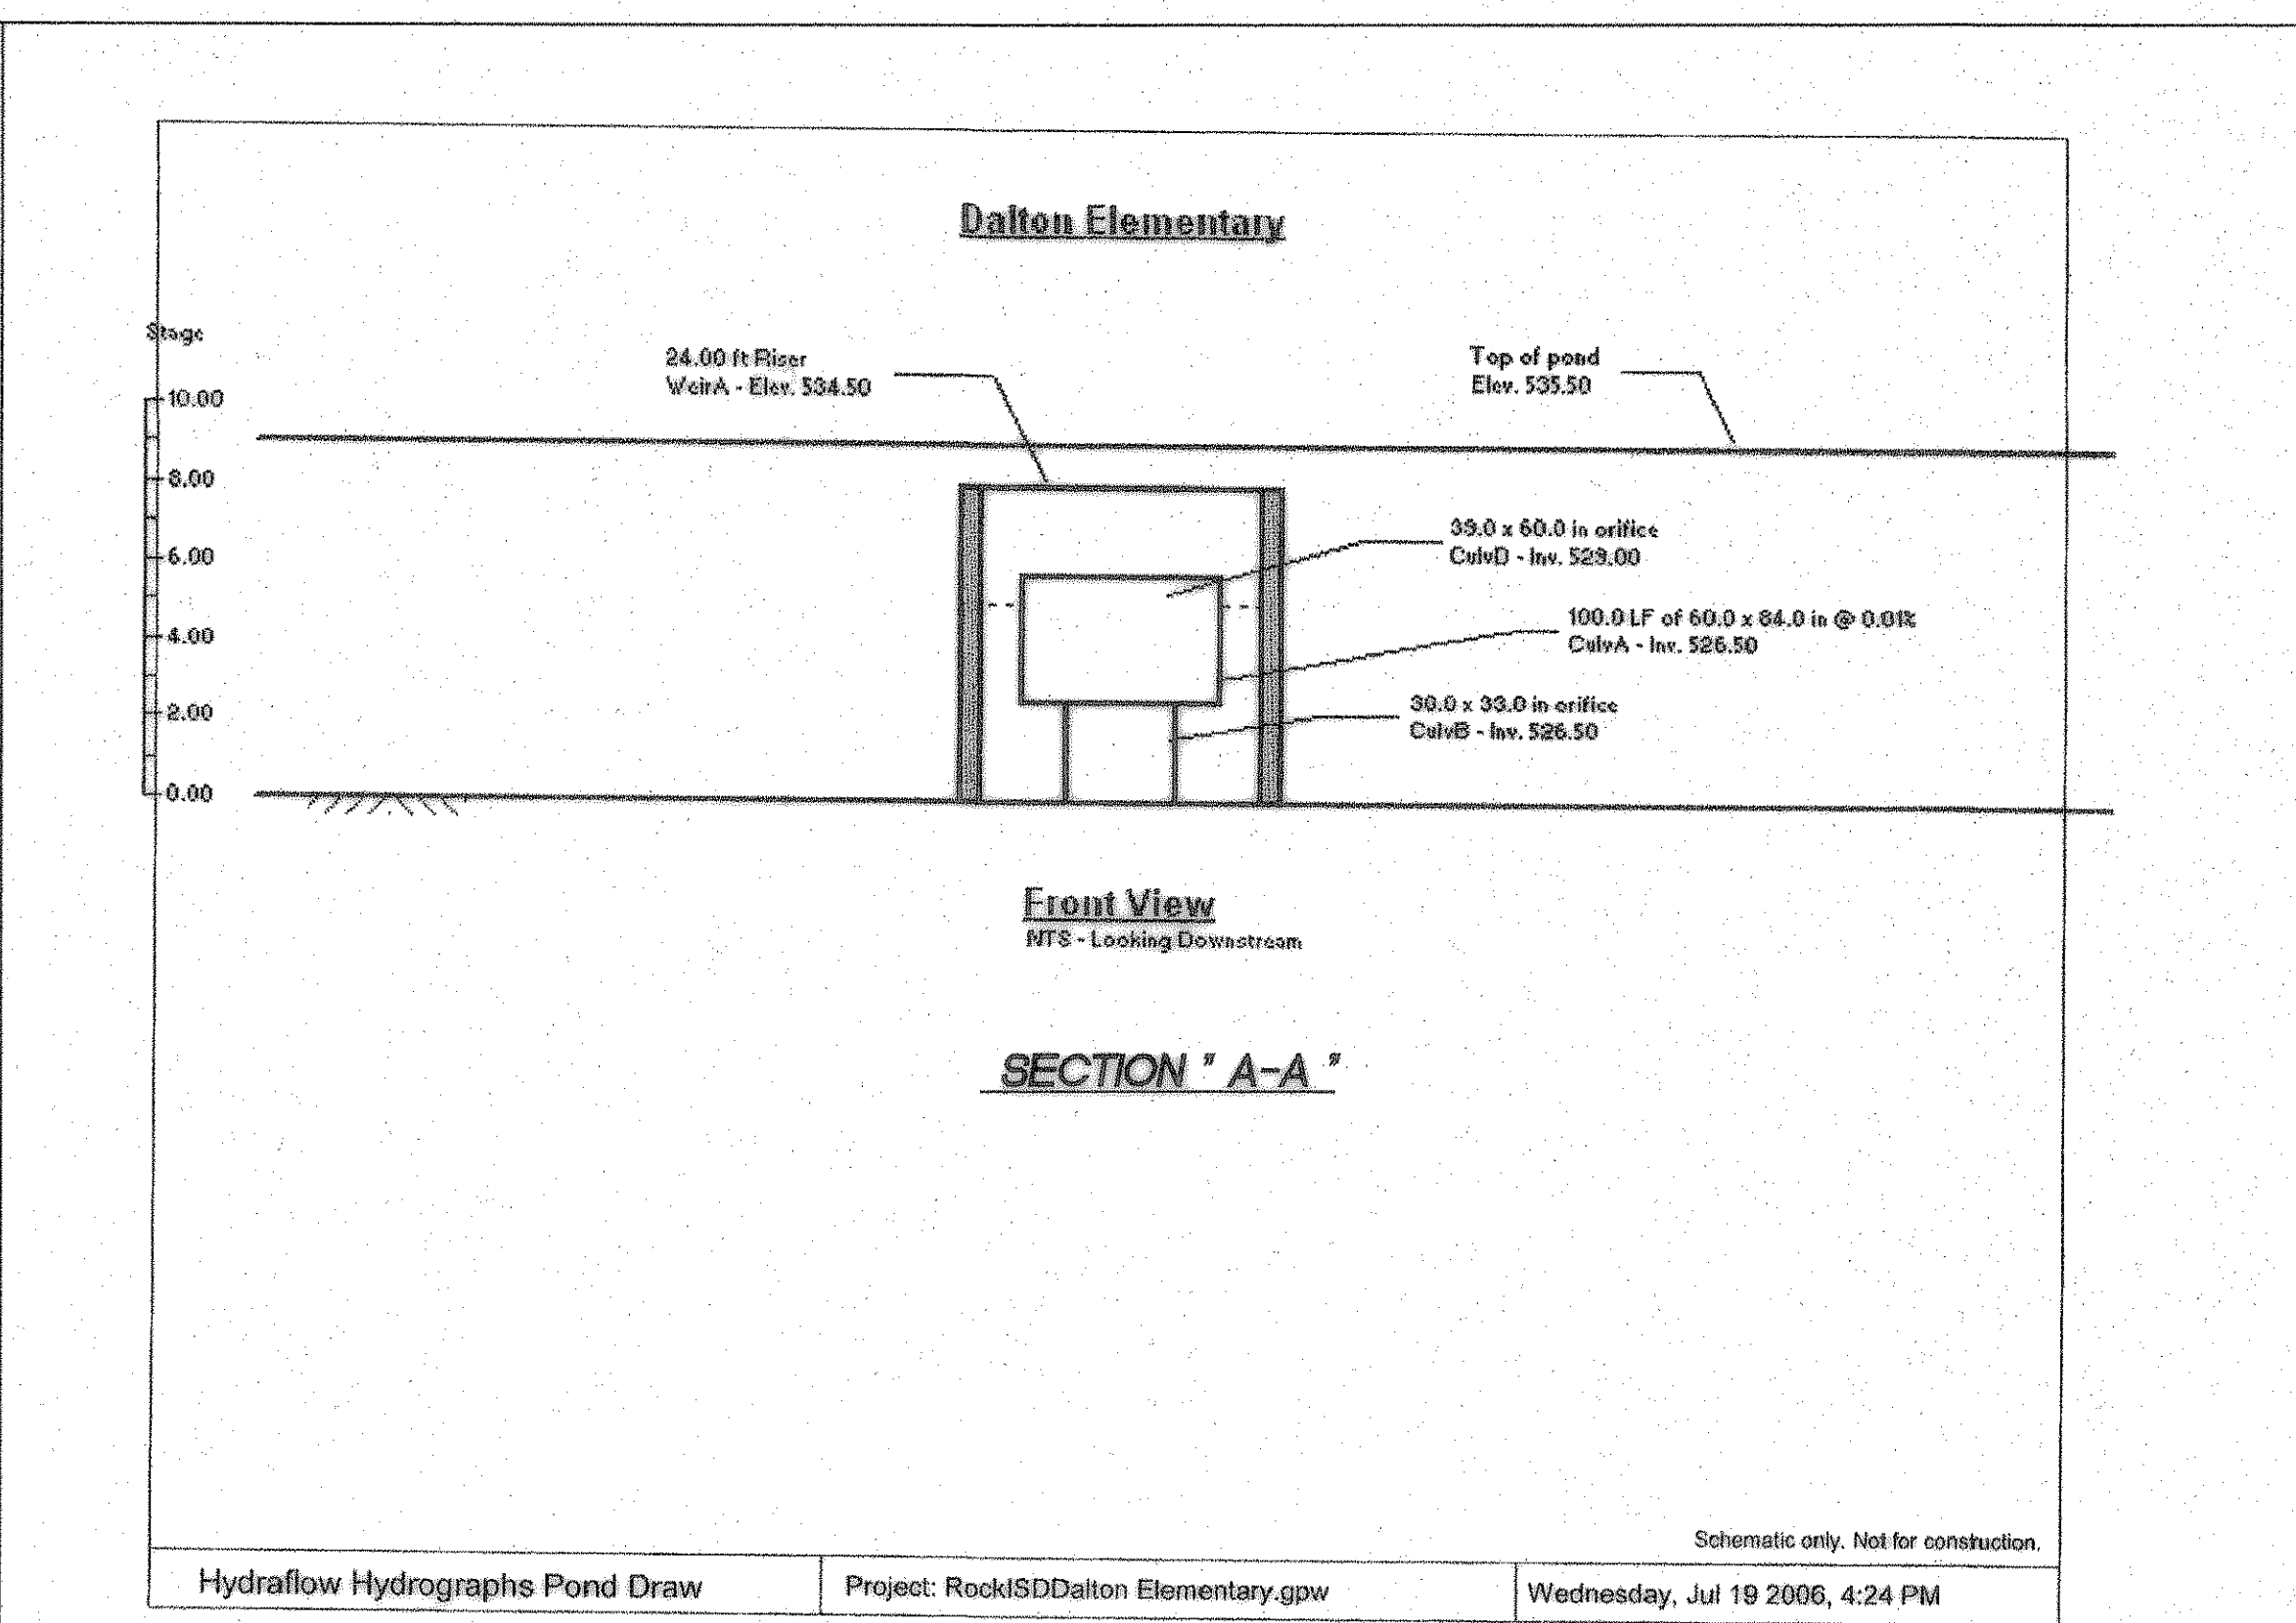 Dalton Elementary
Stage
10.00
8.00
6.00
4.00
2.00
0.00
24.00 ft Riser
WeirA - Elev. 534.50
Top of pond
Elev. 535.50
39.0 x 60.0 in orifice
CulvD - Inv. 529.00
100.0 LF of 60.0 x 84.0 in @ 0.01%
CulvA - Inv. 526.50
30.0 x 33.0 in orifice
CulvB - Inv. 526.50
Front View
NTS - Looking Downstream
SECTION " A-A "
Schematic only. Not for construction.
Hydraflow Hydrographs Pond Draw
Project: RockISDDalton Elementary.gpw
Wednesday, Jul 19 2006, 4:24 PM